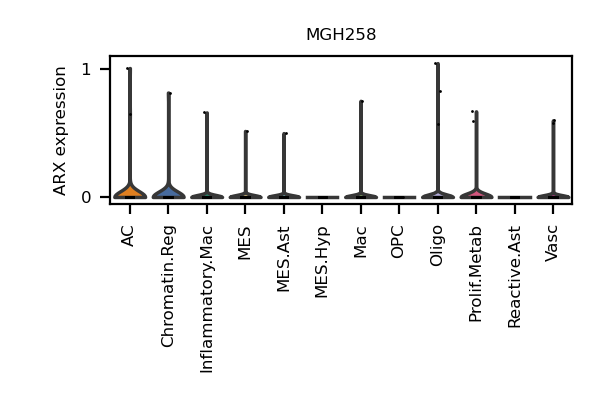 MGH258
ARX expression
1
0
AC
Chromatin.Reg
Inflammatory.Mac
MES
MES.Ast
MES.Hyp
Mac
OPC
Oligo
Prolif.Metab
Reactive.Ast
Vasc